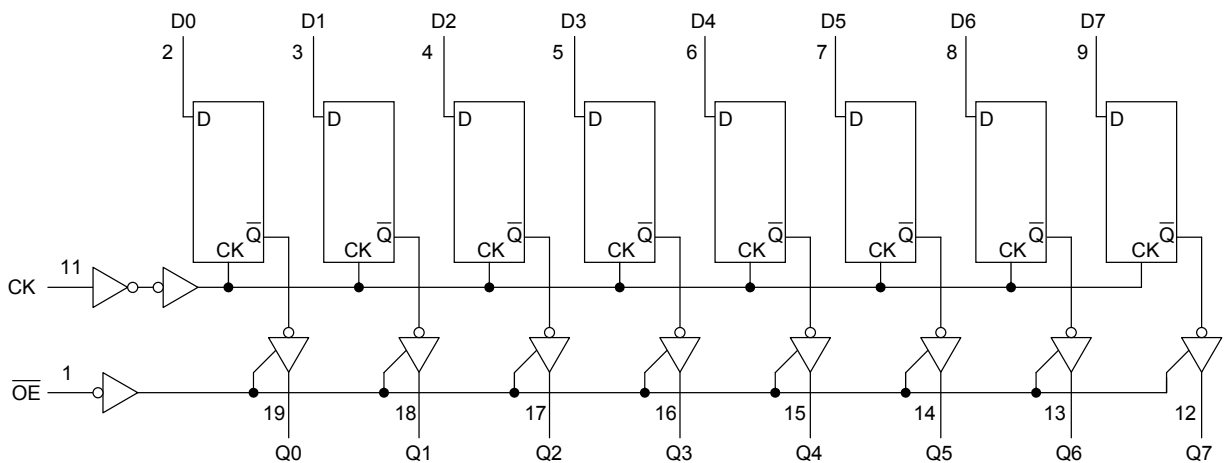 D0 D1 D2 D3 D4 D5 D6 D7
2 3 4 5 6 7 8 9
D D D D D D D D
Q̅ Q̅ Q̅ Q̅ Q̅ Q̅ Q̅ Q̅
CK CK CK CK CK CK CK CK
11
CK
1
O̅E̅
19 18 17 16 15 14 13 12
Q0 Q1 Q2 Q3 Q4 Q5 Q6 Q7